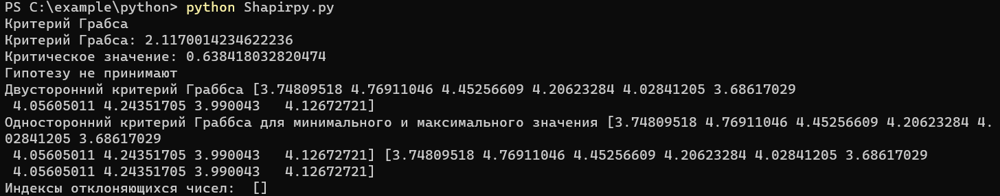 PS C:\example\python> python Shapirpy.py
Критерий Грабса
Критерий Грабса: 2.1170014234622236
Критическое значение: 0.638418032820474
Гипотезу не принимают
Двусторонний критерий Граббса [3.74809518 4.76911046 4.45256609 4.20623284 4.02841205 3.68617029
 4.05605011 4.24351705 3.990043   4.12672721]
Односторонний критерий Граббса для минимального и максимального значения [3.74809518 4.76911046 4.45256609 4.20623284 4.
02841205 3.68617029
 4.05605011 4.24351705 3.990043   4.12672721] [3.74809518 4.76911046 4.45256609 4.20623284 4.02841205 3.68617029
 4.05605011 4.24351705 3.990043   4.12672721]
Индексы отклоняющихся чисел:  []